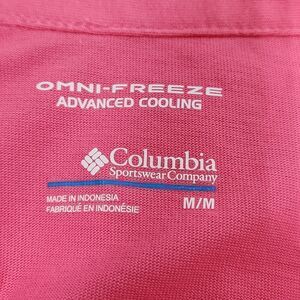 OMNI-FREEZE
ADVANCED COOLING
Columbia
Sportswear Company
MADE IN INDONESIA
FABRIQUÉ EN INDONÉSIE
M/M